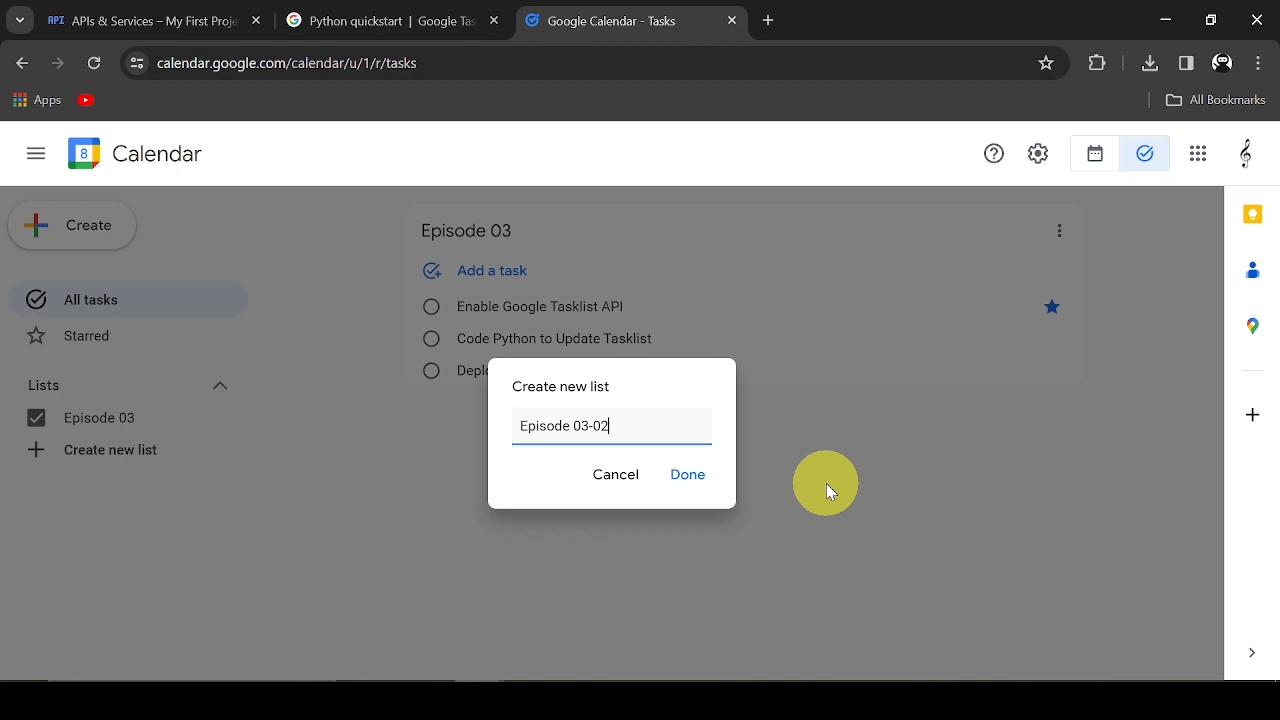 APIs & Services – My First Proje
Python quickstart | Google Tas
Google Calendar - Tasks
calendar.google.com/calendar/u/1/r/tasks
Apps
All Bookmarks
8
Calendar
Create
Episode 03
Add a task
All tasks
Enable Google Tasklist API
Starred
Code Python to Update Tasklist
Deplo
Create new list
Lists
Episode 03
Episode 03-02
Create new list
Cancel
Done